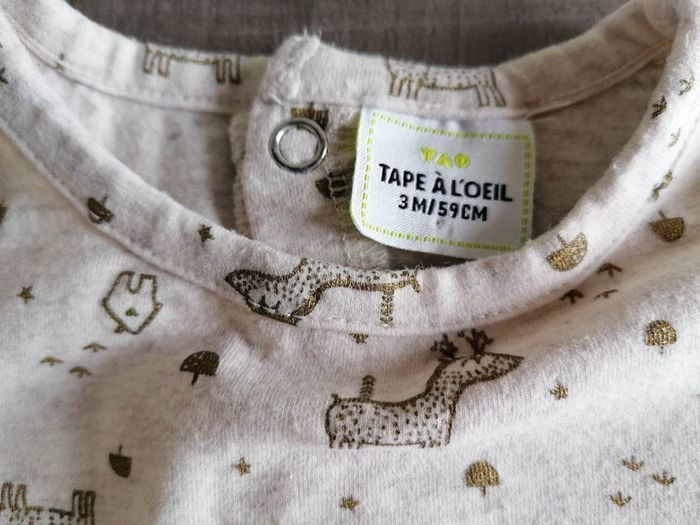 TAO
TAPE À L'OEIL
3M/59CM